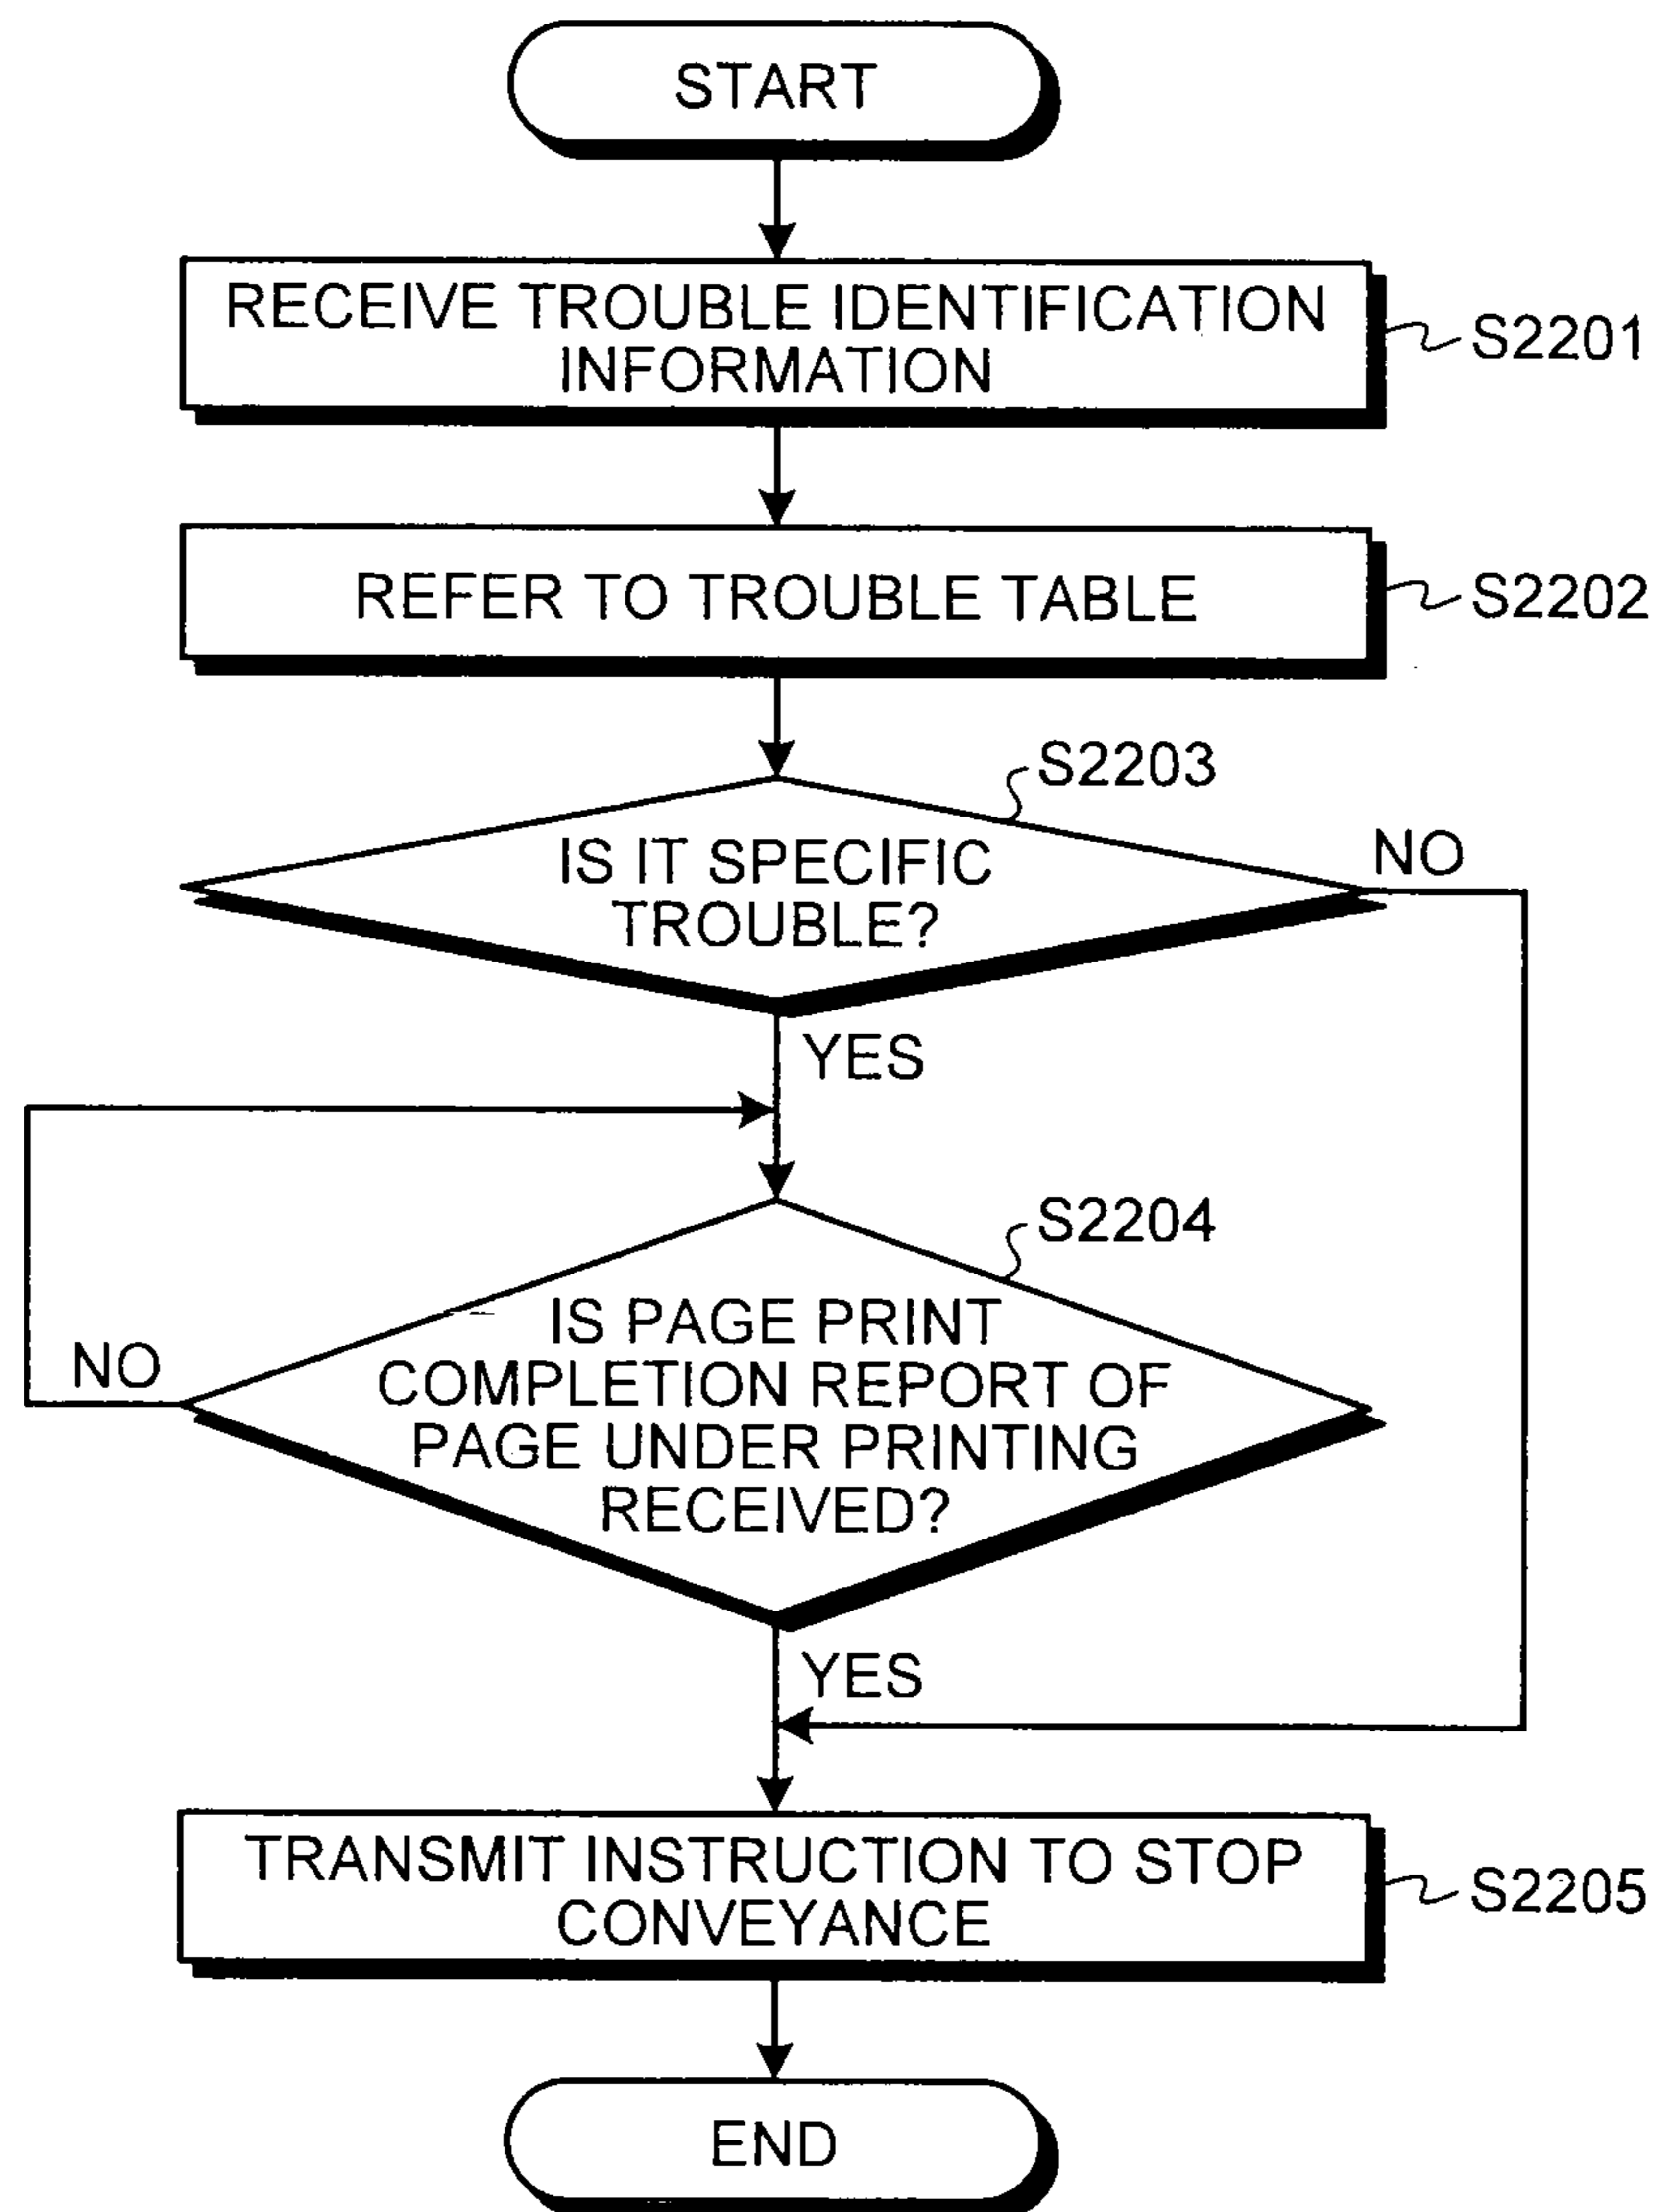 START
RECEIVE TROUBLE IDENTIFICATION
INFORMATION
S2201
REFER TO TROUBLE TABLE
S2202
S2203
IS IT SPECIFIC
TROUBLE?
NO
YES
S2204
IS PAGE PRINT
COMPLETION REPORT OF
PAGE UNDER PRINTING
RECEIVED?
NO
YES
TRANSMIT INSTRUCTION TO STOP
CONVEYANCE
S2205
END